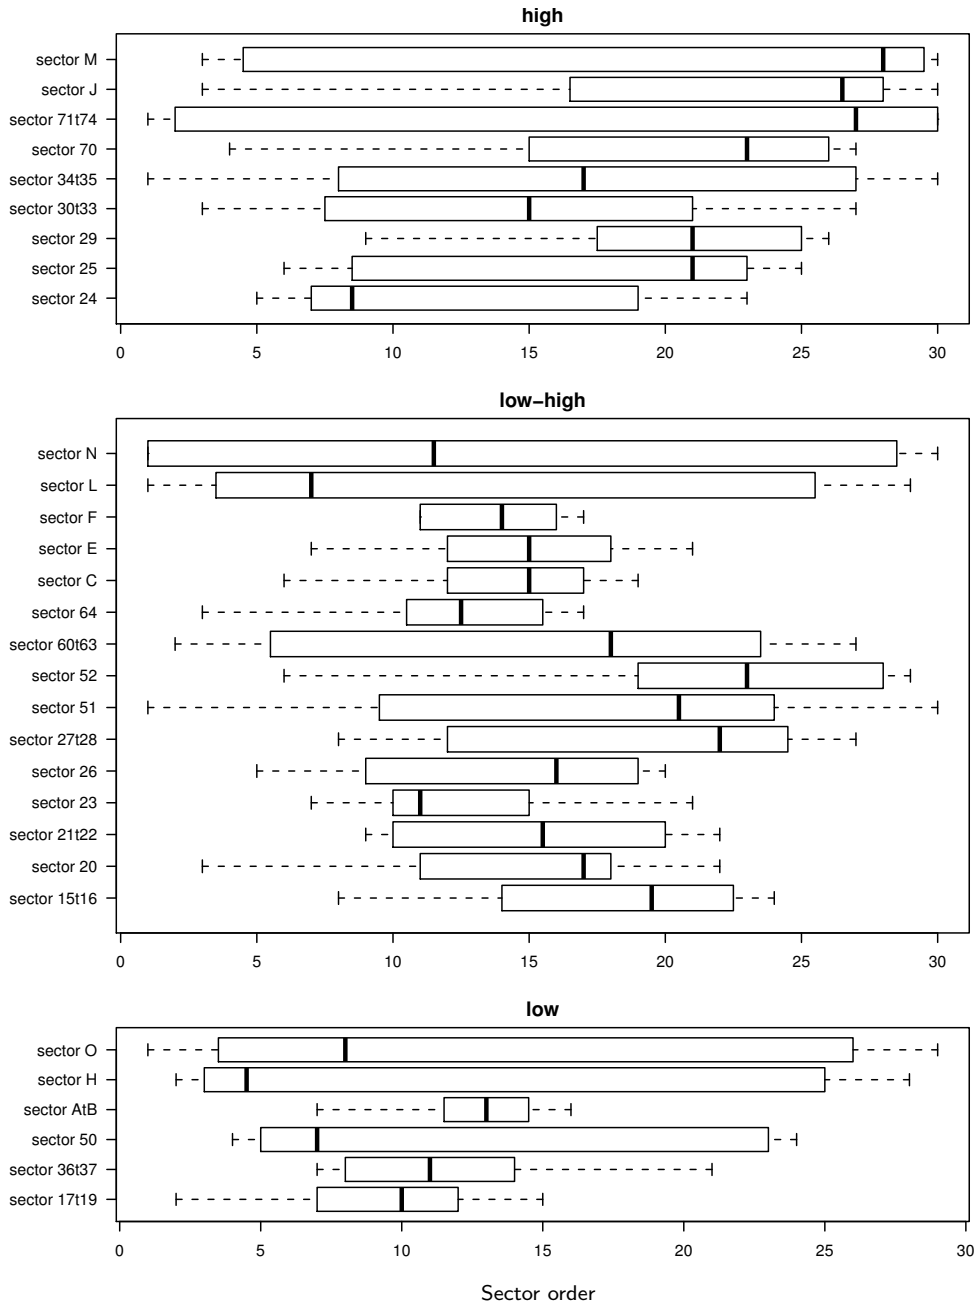 high
sector M
sector J
sector 71t74
sector 70
sector 34t35
sector 30t33
sector 29
sector 25
sector 24
0 5 10 15 20 25 30
low−high
sector N
sector L
sector F
sector E
sector C
sector 64
sector 60t63
sector 52
sector 51
sector 27t28
sector 26
sector 23
sector 21t22
sector 20
sector 15t16
0 5 10 15 20 25 30
low
sector O
sector H
sector AtB
sector 50
sector 36t37
sector 17t19
0 5 10 15 20 25 30
Sector order